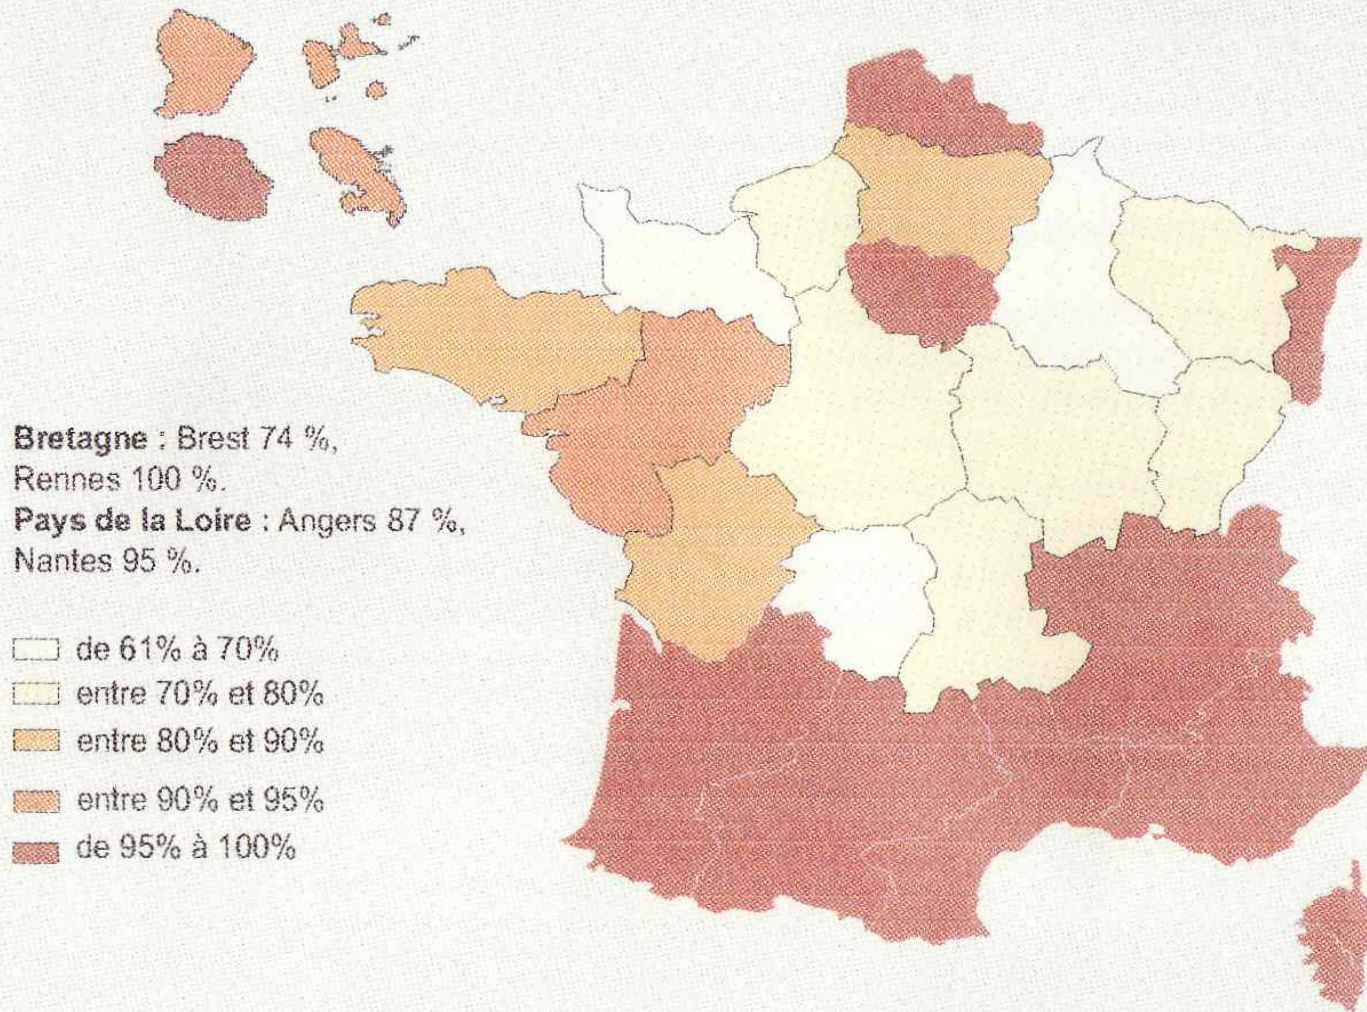 Bretagne : Brest 74 %,
Rennes 100 %.
Pays de la Loire : Angers 87 %,
Nantes 95 %.
de 61% à 70%
entre 70% et 80%
entre 80% et 90%
entre 90% et 95%
de 95% à 100%